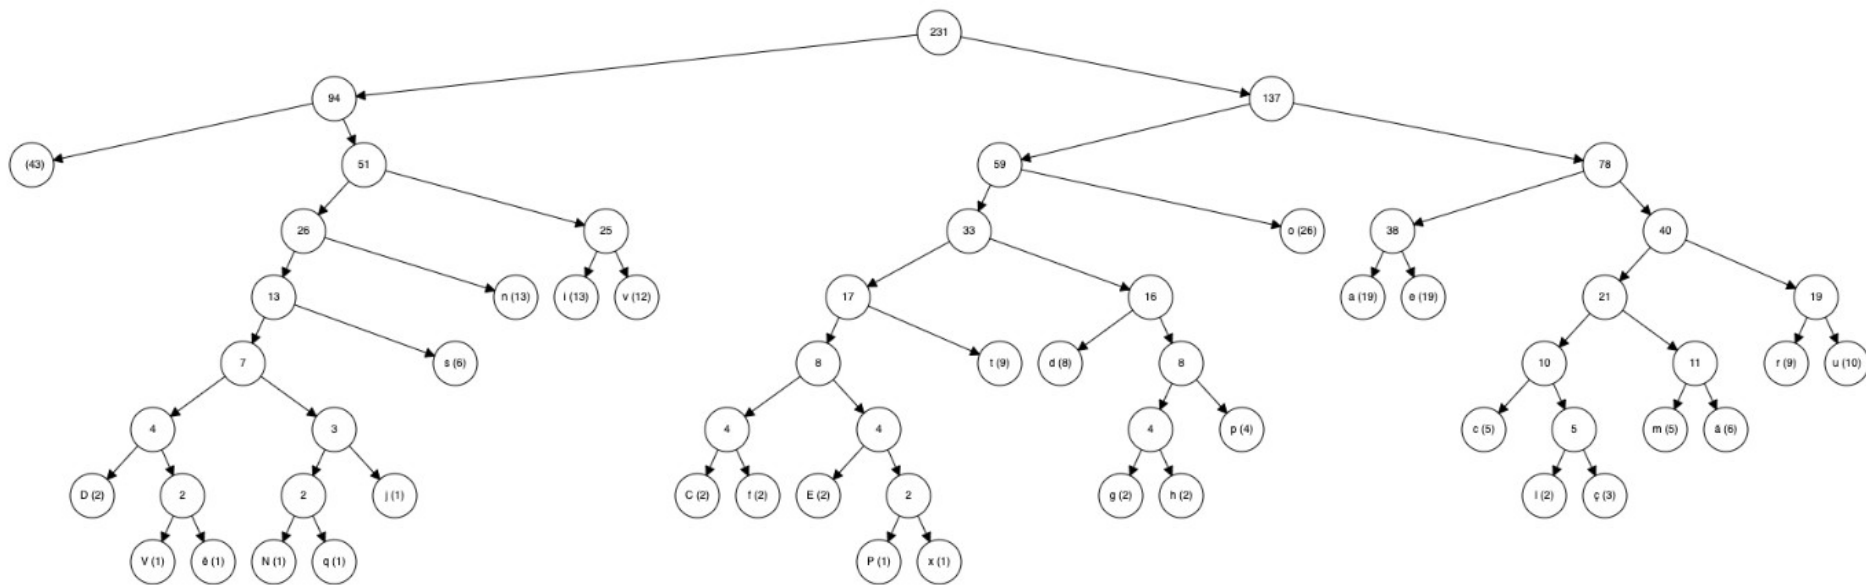 231
94 137
(43) 51 59 78
26 25 33 o (26) 38 40
13 n (13) i (13) v (12) 17 16 a (19) e (19) 21 19
7 s (6) 8 t (9) d (8) 8 10 11 r (9) u (10)
4 3 4 4 4 p (4) c (5) 5 m (5) ã (6)
D (2) 2 2 j (1) C (2) f (2) E (2) 2 g (2) h (2) l (2) ç (3)
V (1) N (1) q (1) P (1) x (1)